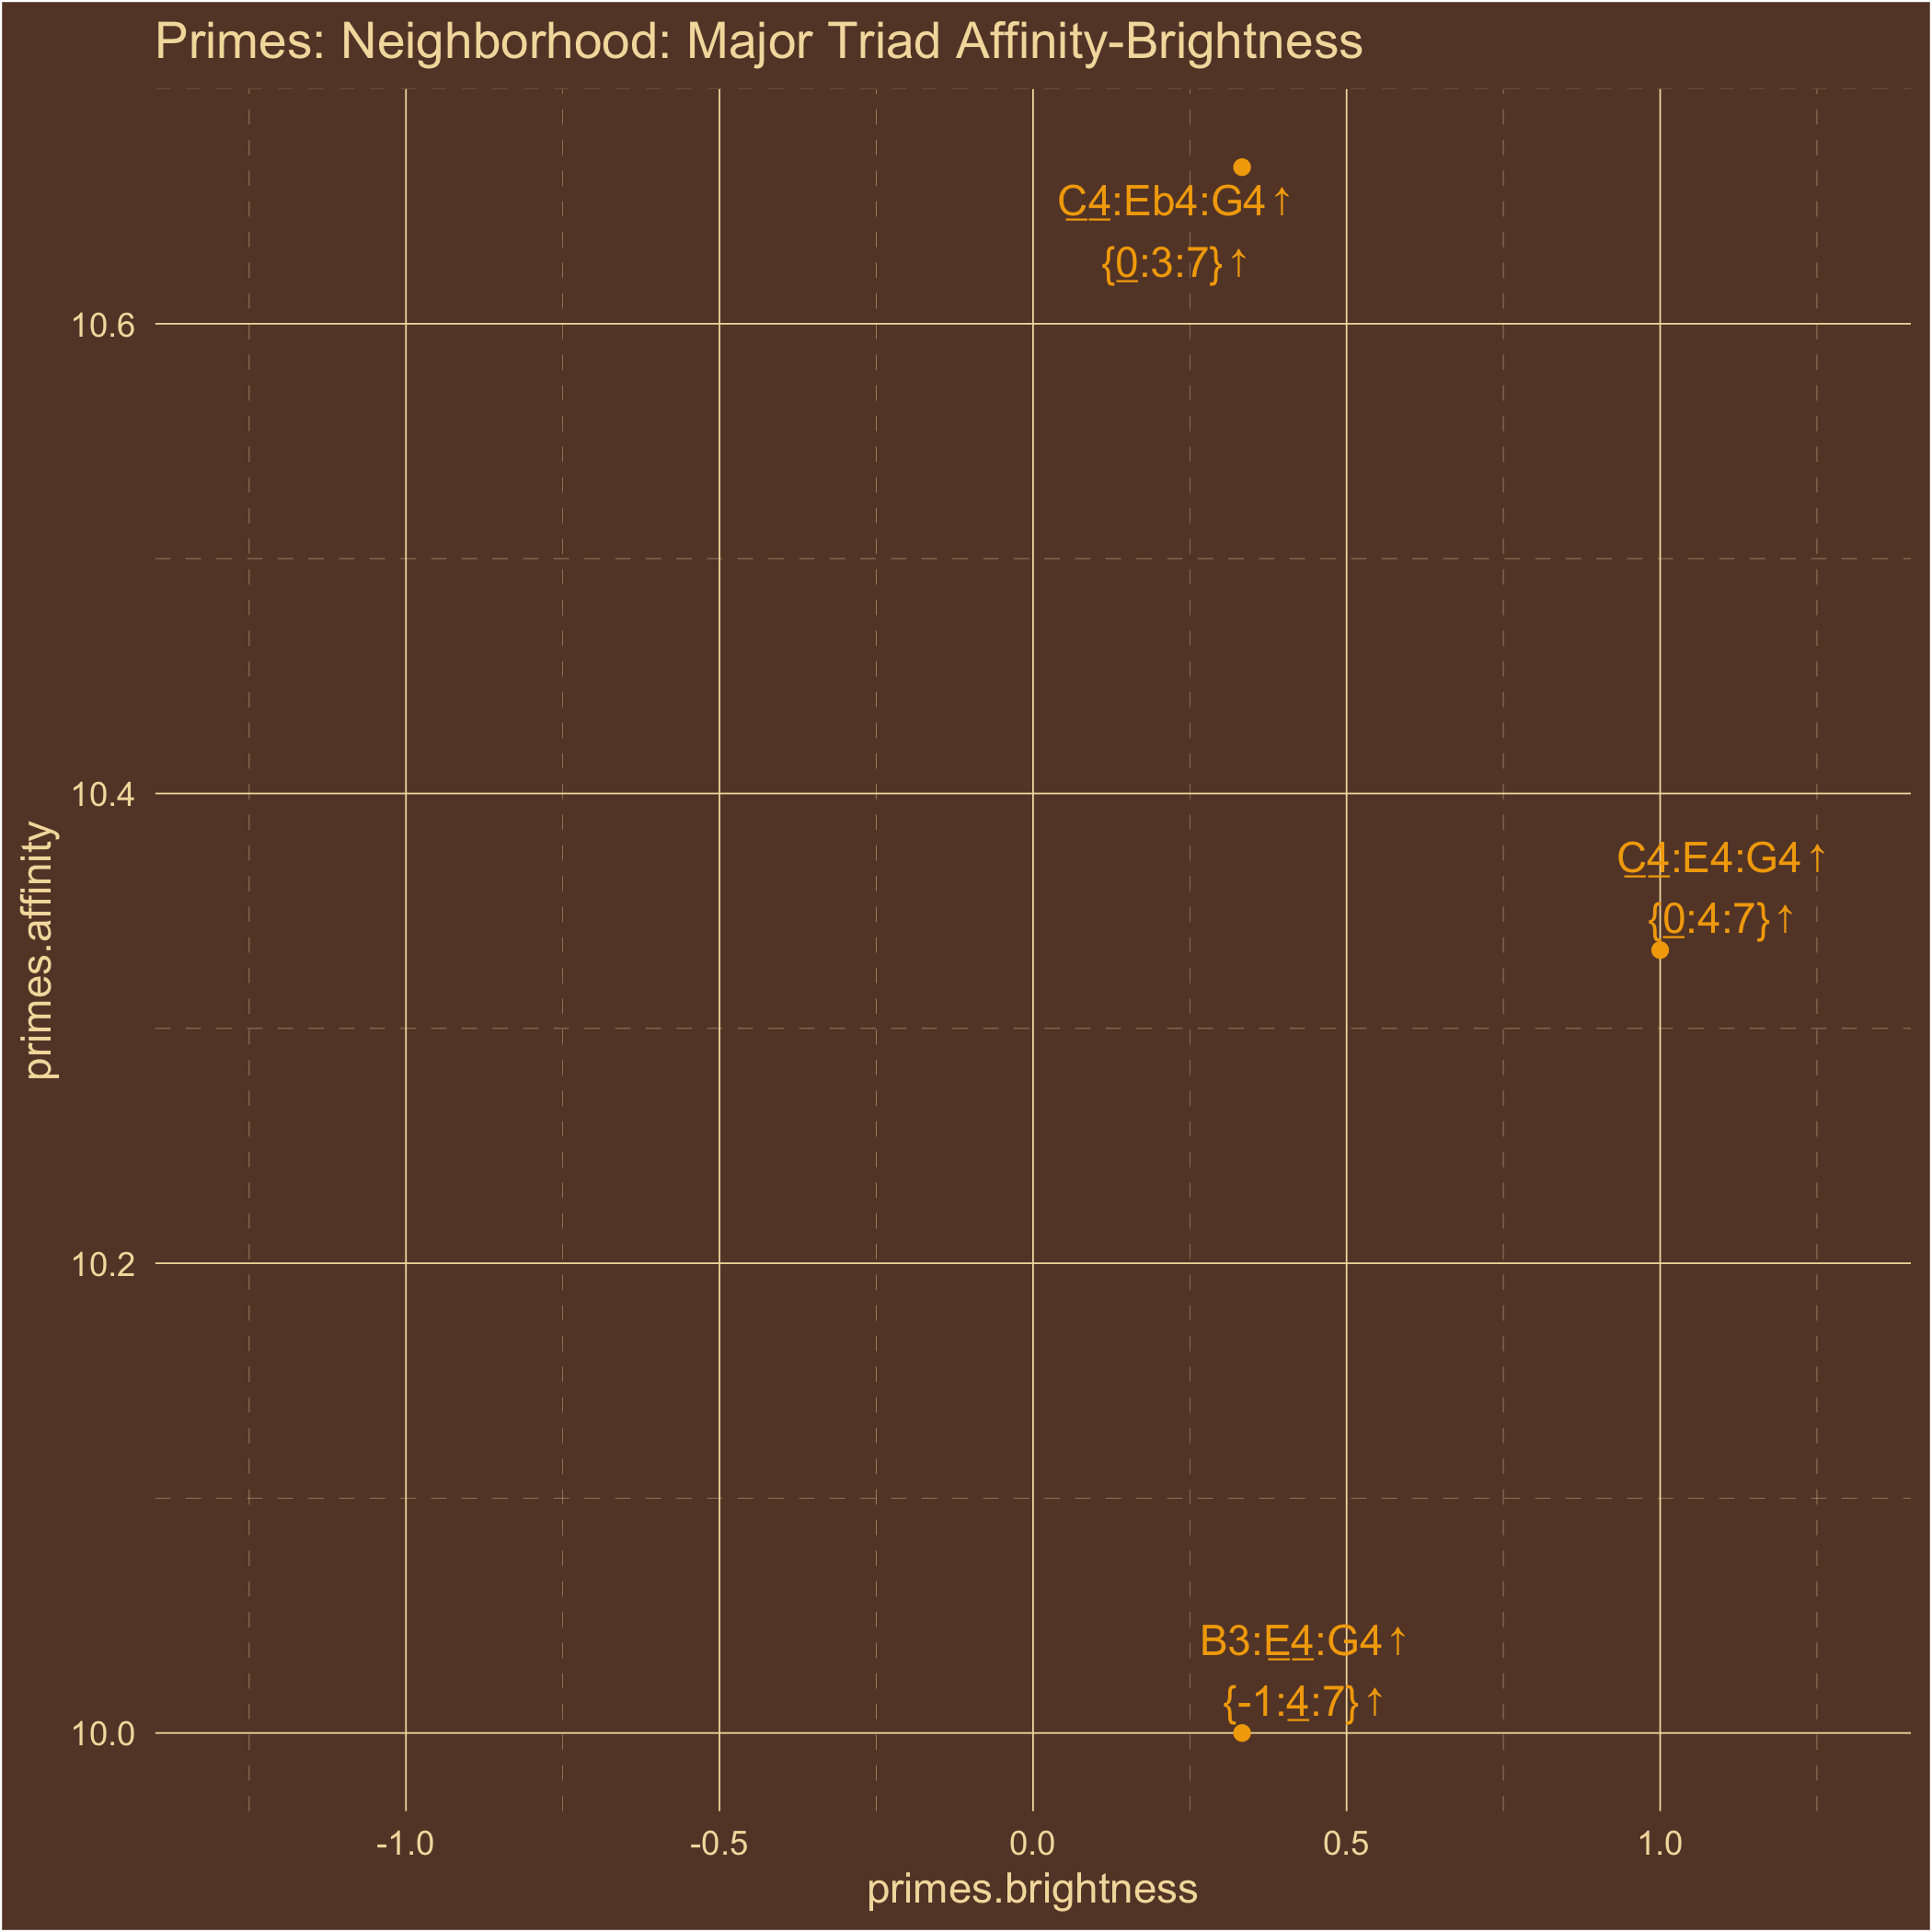 Primes: Neighborhood: Major Triad Affinity-Brightness
C4:Eb4:G4↑
{0:3:7}↑
10.6
10.4
C4:E4:G4↑
{0:4:7}↑
primes.affinity
10.2
B3:E4:G4↑
{-1:4:7}↑
10.0
-1.0 -0.5 0.0 0.5 1.0
primes.brightness